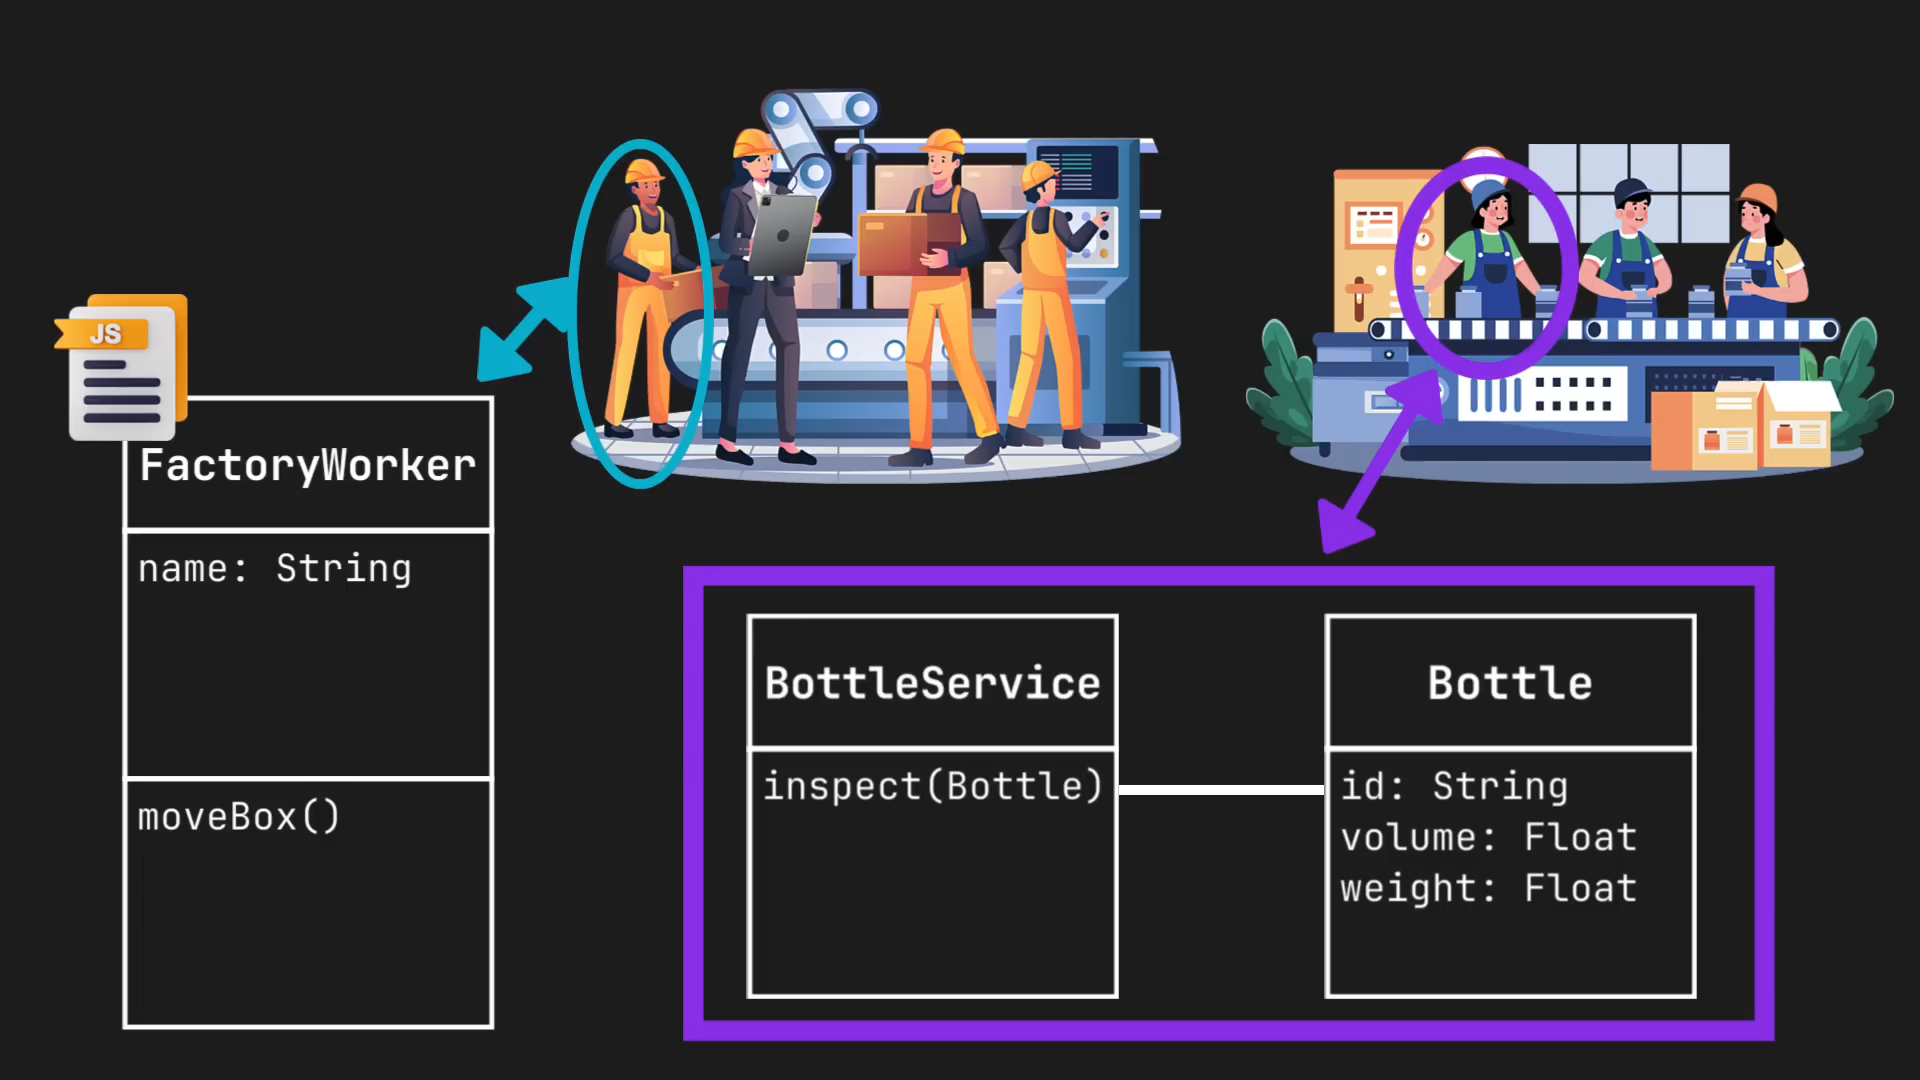 JS
FactoryWorker
name: String
moveBox()
BottleService
inspect(Bottle)
Bottle
id: String
volume: Float
weight: Float